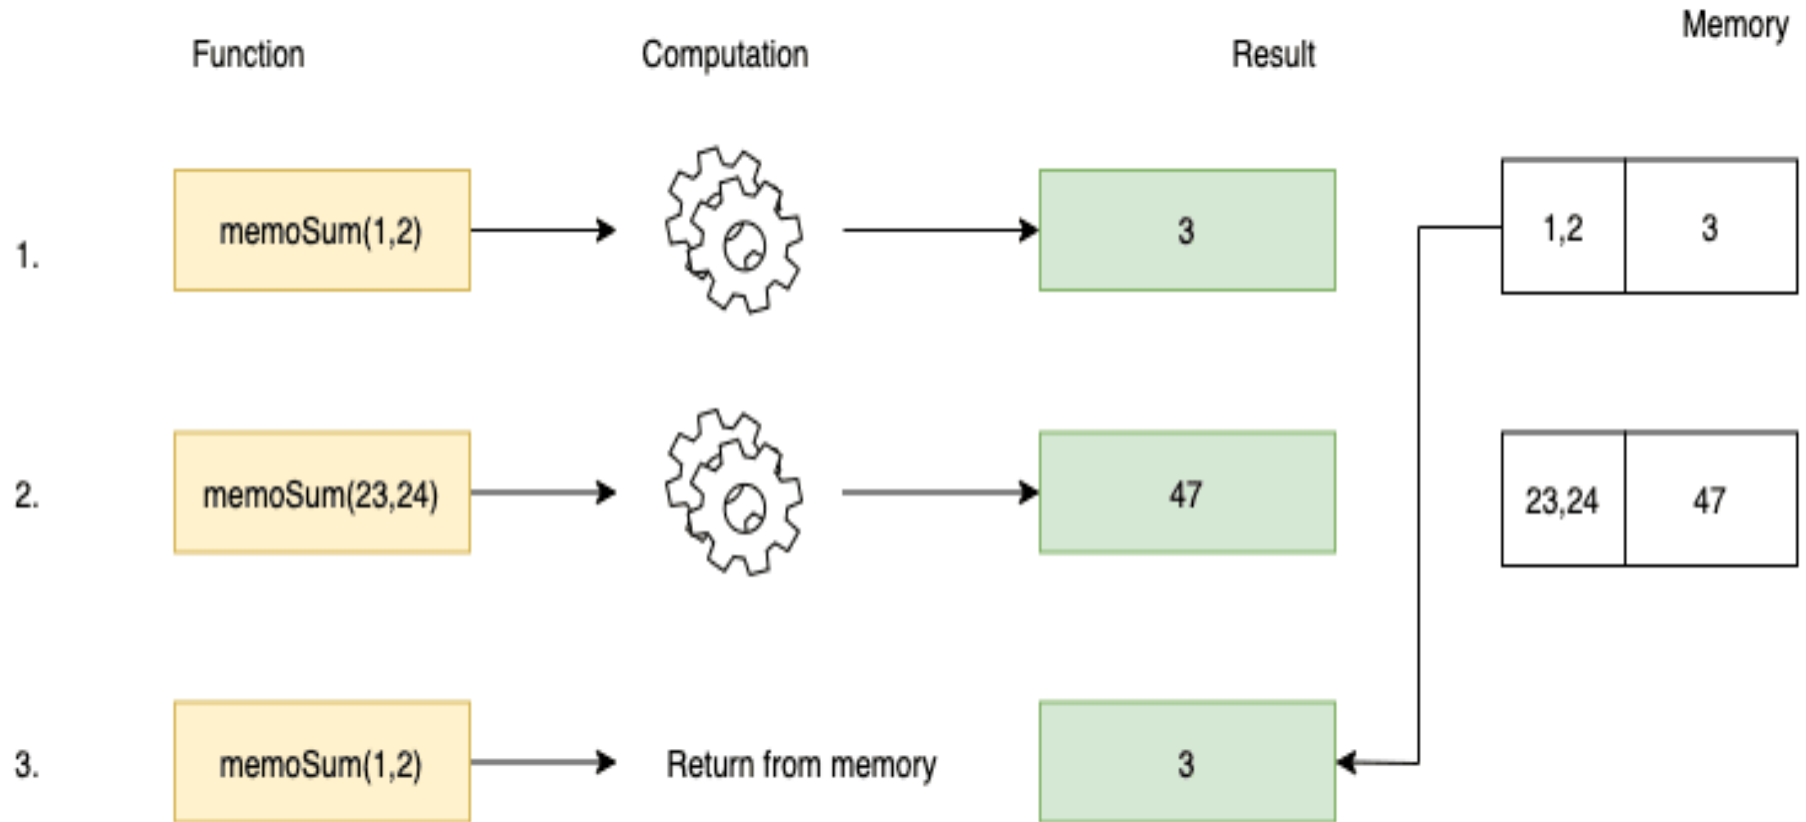 Function
Computation
Result
Memory
1.
memoSum(1,2)
3
1,2
3
2.
memoSum(23,24)
47
23,24
47
3.
memoSum(1,2)
Return from memory
3